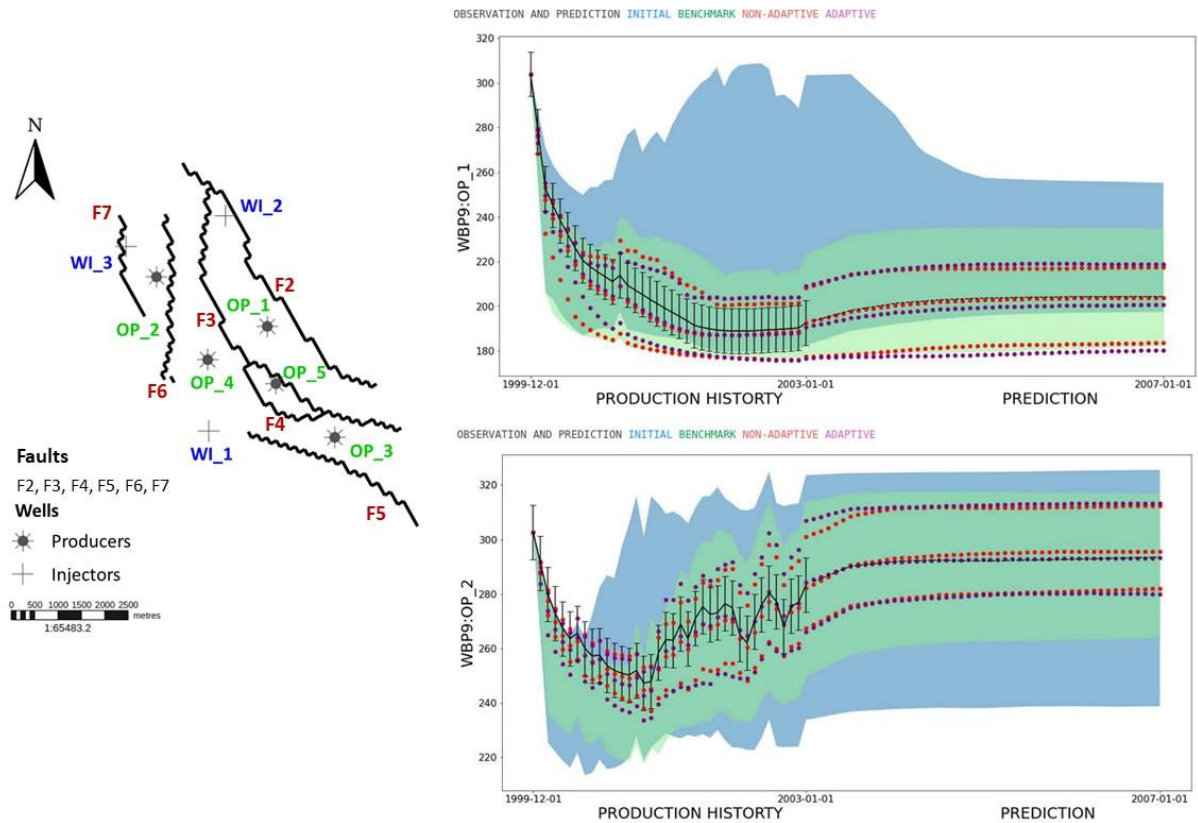 N
F7
WI_2
WI_3
F2
OP_1
OP_2
F3
OP_5
OP_4
F6
F4
WI_1
OP_3
F5
Faults
F2, F3, F4, F5, F6, F7
Wells
Producers
Injectors
0 500 1000 1500 2000 2500 metres
1:65483.2
OBSERVATION AND PREDICTION INITIAL BENCHMARK NON-ADAPTIVE ADAPTIVE
320
300
280
260
240
220
200
180
WBP9:OP_1
1999-12-01 2003-01-01 2007-01-01
PRODUCTION HISTORTY PREDICTION
OBSERVATION AND PREDICTION INITIAL BENCHMARK NON-ADAPTIVE ADAPTIVE
320
300
280
260
240
220
WBP9:OP_2
1999-12-01 2003-01-01 2007-01-01
PRODUCTION HISTORTY PREDICTION